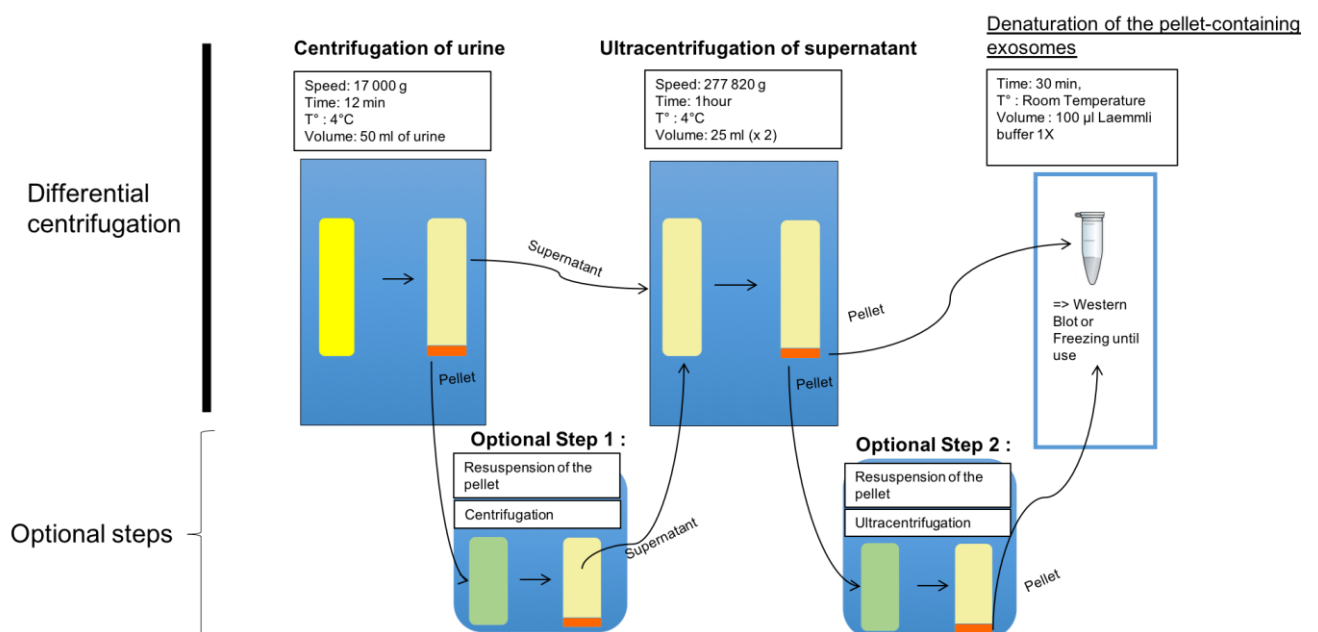 Denaturation of the pellet-containing
exosomes
Centrifugation of urine
Ultracentrifugation of supernatant
Speed: 17 000 g
Time: 12 min
T° : 4°C
Volume: 50 ml of urine
Speed: 277 820 g
Time: 1hour
T° : 4°C
Volume: 25 ml (x 2)
Time: 30 min,
T° : Room Temperature
Volume : 100 µl Laemmli
buffer 1X
Differential
centrifugation
Supernatant
Pellet
Pellet
Pellet
=> Western
Blot or
Freezing until
use
Optional steps
Optional Step 1 :
Resuspension of the
pellet
Centrifugation
Supernatant
Optional Step 2 :
Resuspension of the
pellet
Ultracentrifugation
Pellet